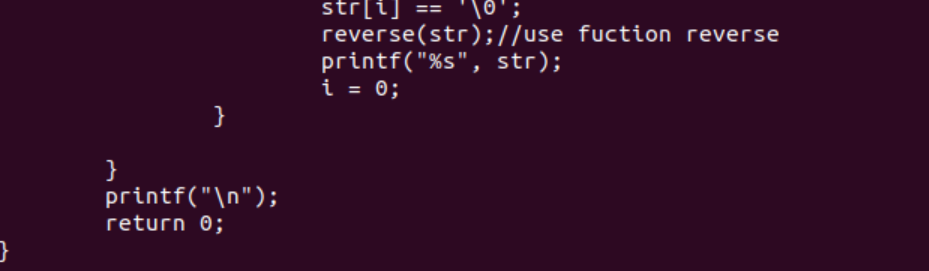 str[i] == '\0';
reverse(str);//use fuction reverse
printf("%s", str);
i = 0;
}
}
printf("\n");
return 0;
}